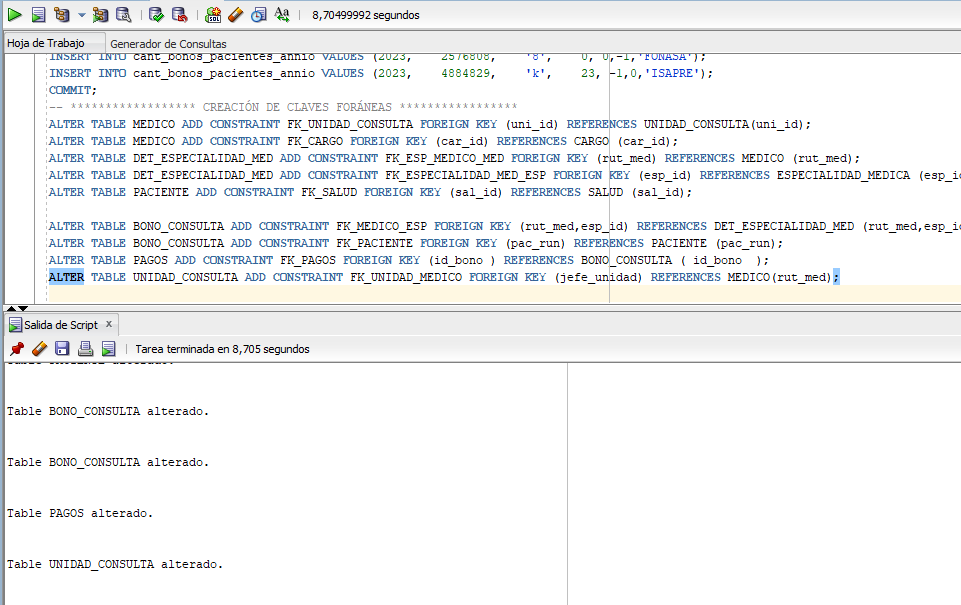 8,70499992 segundos
Hoja de Trabajo Generador de Consultas
INSERT INTO cant_bonos_pacientes_annio VALUES (2023, 2576808, '8', 0, 0,-1,'FONASA');
INSERT INTO cant_bonos_pacientes_annio VALUES (2023, 4884829, 'k', 23, -1,0,'ISAPRE');
COMMIT;
-- ****************** CREACIÓN DE CLAVES FORÁNEAS *****************
ALTER TABLE MEDICO ADD CONSTRAINT FK_UNIDAD_CONSULTA FOREIGN KEY (uni_id) REFERENCES UNIDAD_CONSULTA(uni_id);
ALTER TABLE MEDICO ADD CONSTRAINT FK_CARGO FOREIGN KEY (car_id) REFERENCES CARGO (car_id);
ALTER TABLE DET_ESPECIALIDAD_MED ADD CONSTRAINT FK_ESP_MEDICO_MED FOREIGN KEY (rut_med) REFERENCES MEDICO (rut_med);
ALTER TABLE DET_ESPECIALIDAD_MED ADD CONSTRAINT FK_ESPECIALIDAD_MED_ESP FOREIGN KEY (esp_id) REFERENCES ESPECIALIDAD_MEDICA (esp_id
ALTER TABLE PACIENTE ADD CONSTRAINT FK_SALUD FOREIGN KEY (sal_id) REFERENCES SALUD (sal_id);
ALTER TABLE BONO_CONSULTA ADD CONSTRAINT FK_MEDICO_ESP FOREIGN KEY (rut_med,esp_id) REFERENCES DET_ESPECIALIDAD_MED (rut_med,esp_id
ALTER TABLE BONO_CONSULTA ADD CONSTRAINT FK_PACIENTE FOREIGN KEY (pac_run) REFERENCES PACIENTE (pac_run);
ALTER TABLE PAGOS ADD CONSTRAINT FK_PAGOS FOREIGN KEY (id_bono ) REFERENCES BONO_CONSULTA ( id_bono  );
ALTER TABLE UNIDAD_CONSULTA ADD CONSTRAINT FK_UNIDAD_MEDICO FOREIGN KEY (jefe_unidad) REFERENCES MEDICO(rut_med);
Salida de Script x
Tarea terminada en 8,705 segundos
Table BONO_CONSULTA alterado.
Table BONO_CONSULTA alterado.
Table PAGOS alterado.
Table UNIDAD_CONSULTA alterado.